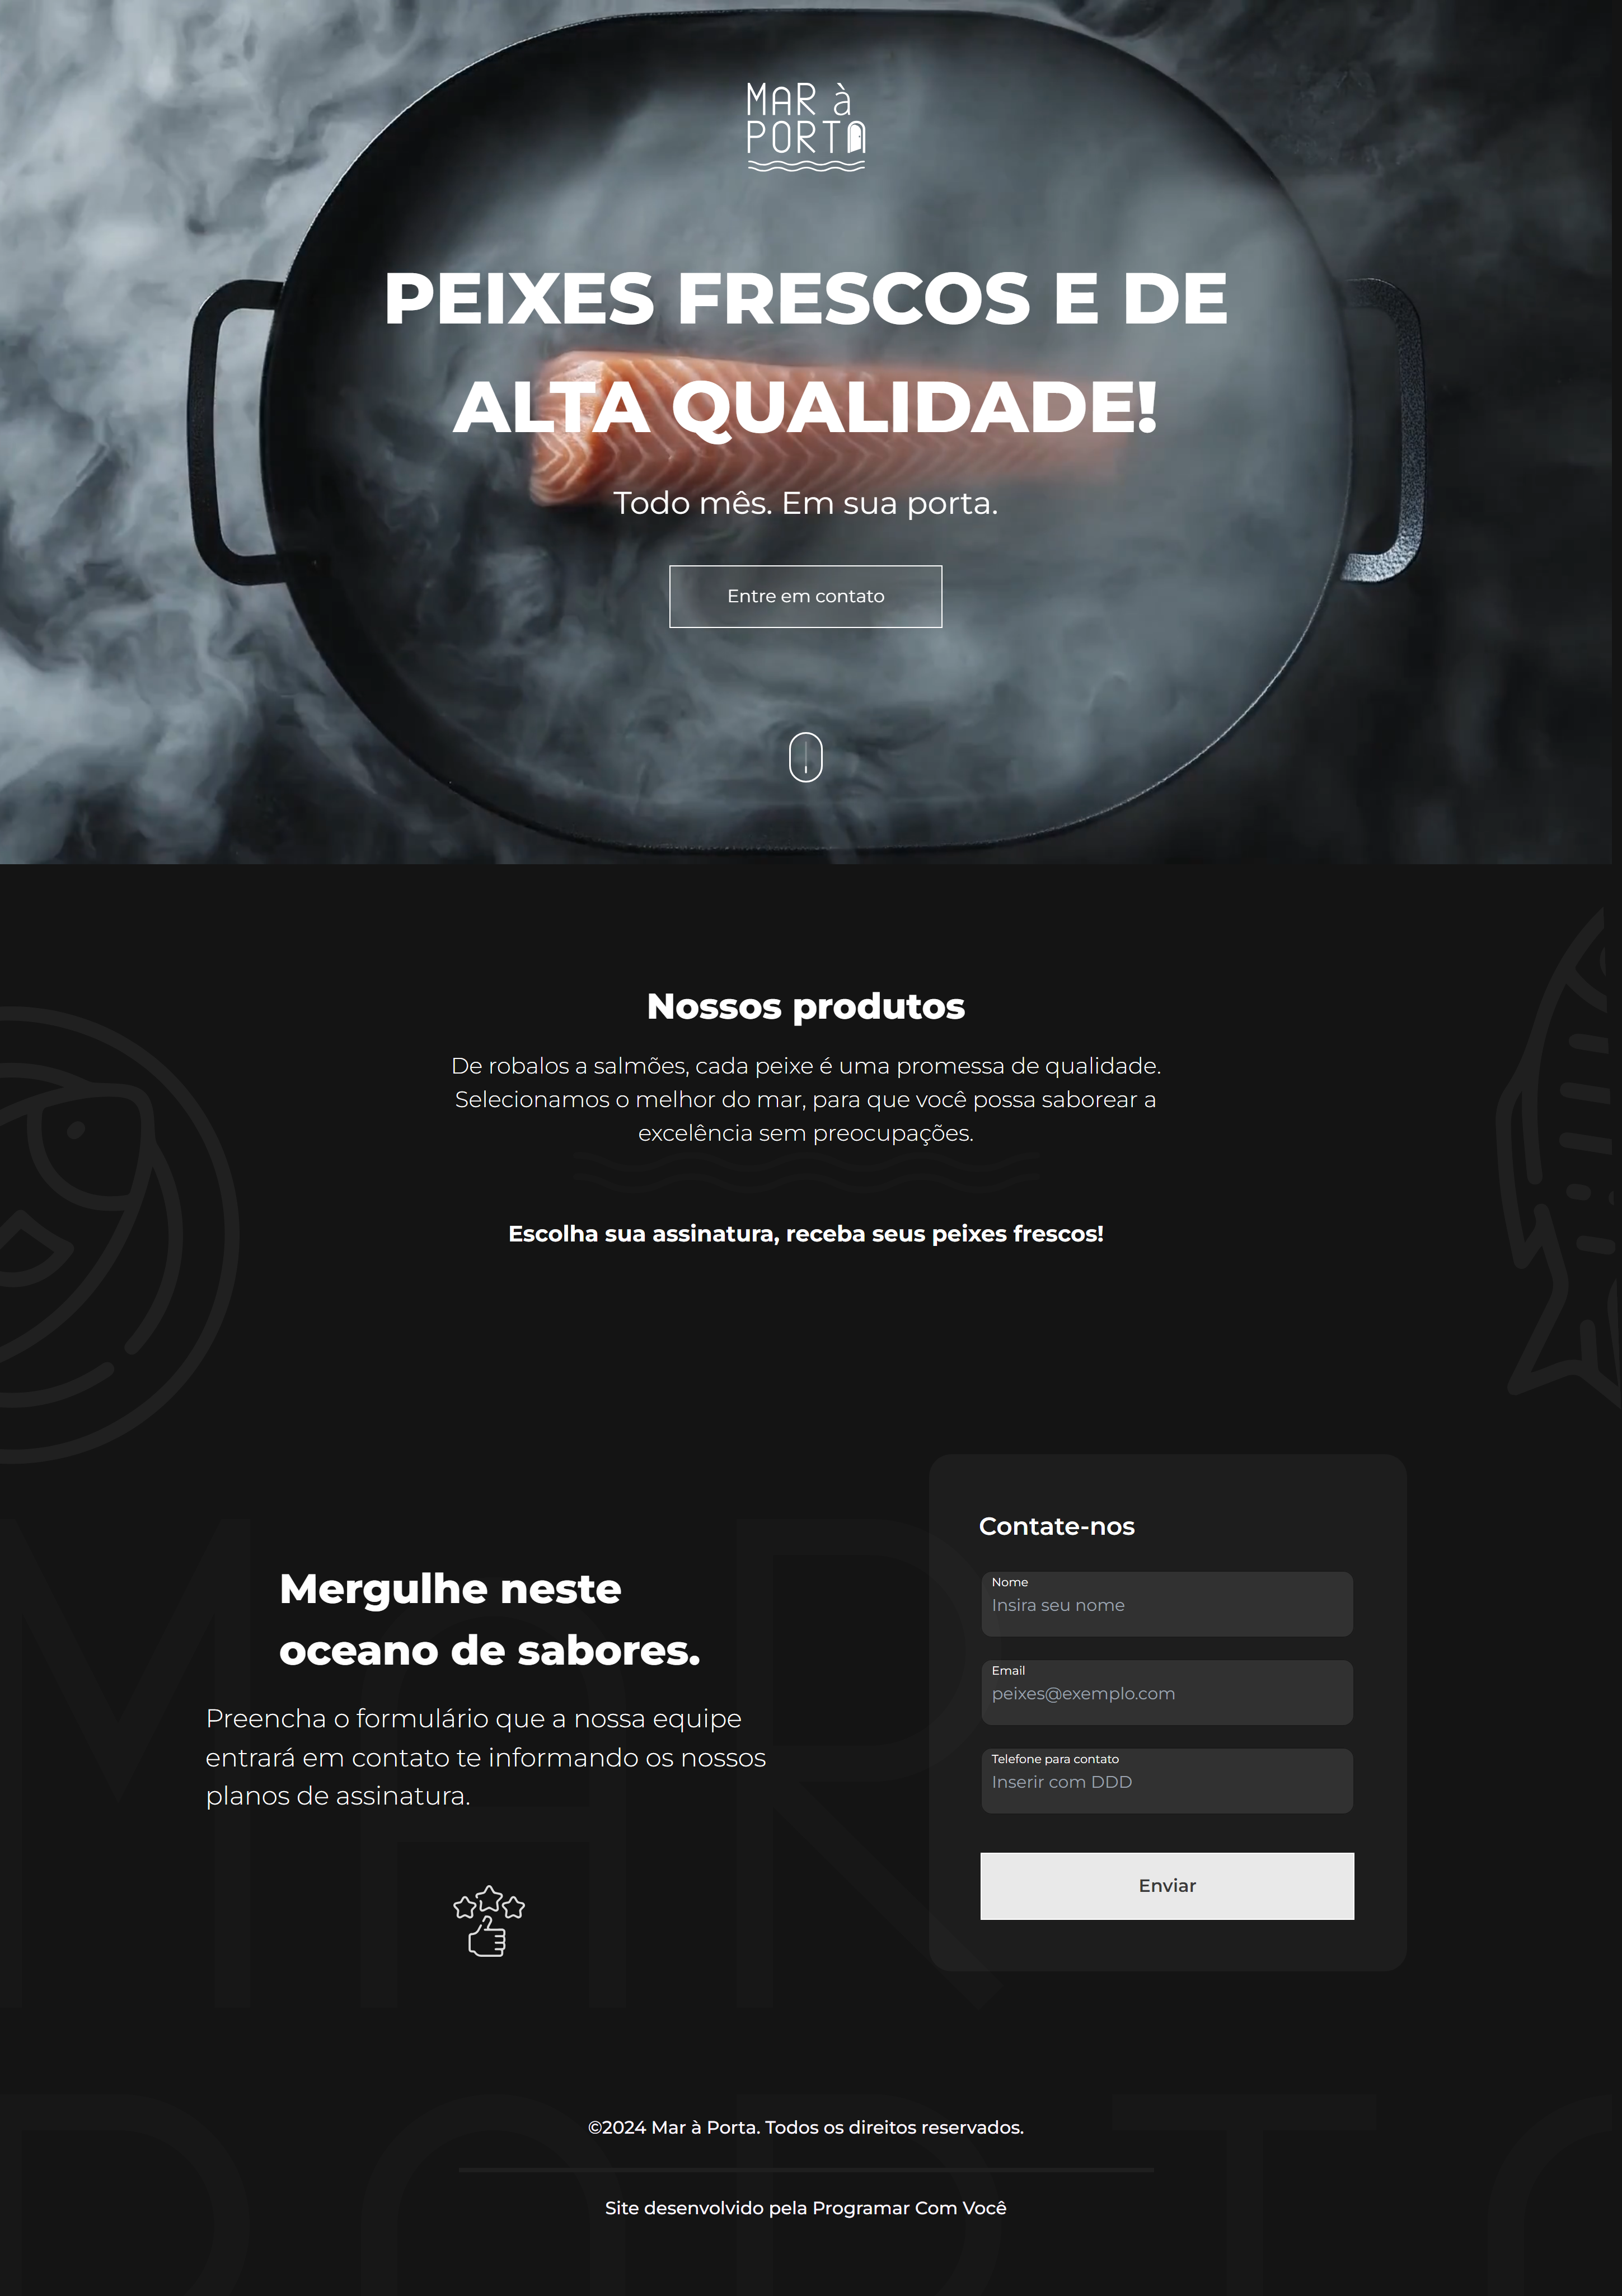 MAR à
PORTA
PEIXES FRESCOS E DE
ALTA QUALIDADE!
Todo mês. Em sua porta.
Entre em contato
Nossos produtos
De robalos a salmões, cada peixe é uma promessa de qualidade.
Selecionamos o melhor do mar, para que você possa saborear a
excelência sem preocupações.
Escolha sua assinatura, receba seus peixes frescos!
Mergulhe neste
oceano de sabores.
Preencha o formulário que a nossa equipe
entrará em contato te informando os nossos
planos de assinatura.
Contate-nos
Nome
Insira seu nome
Email
peixes@exemplo.com
Telefone para contato
Inserir com DDD
Enviar
MAR
PORT
©2024 Mar à Porta. Todos os direitos reservados.
Site desenvolvido pela Programar Com Você